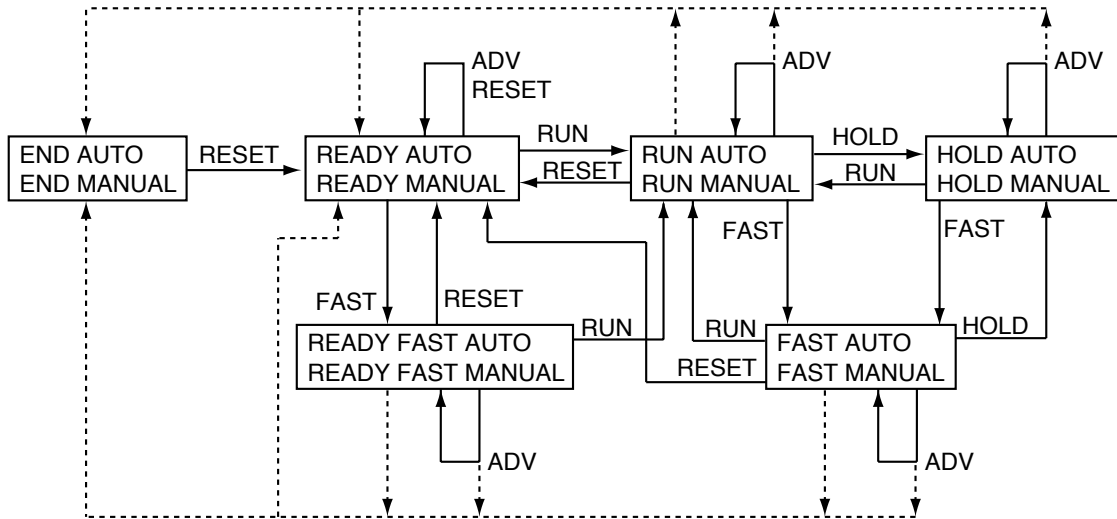 ADV
RESET
ADV
ADV
END AUTO
END MANUAL
RESET
READY AUTO
READY MANUAL
RUN
RESET
RUN AUTO
RUN MANUAL
HOLD
RUN
HOLD AUTO
HOLD MANUAL
FAST
FAST
FAST
RESET
READY FAST AUTO
READY FAST MANUAL
RUN
RUN
RESET
FAST AUTO
FAST MANUAL
HOLD
ADV
ADV